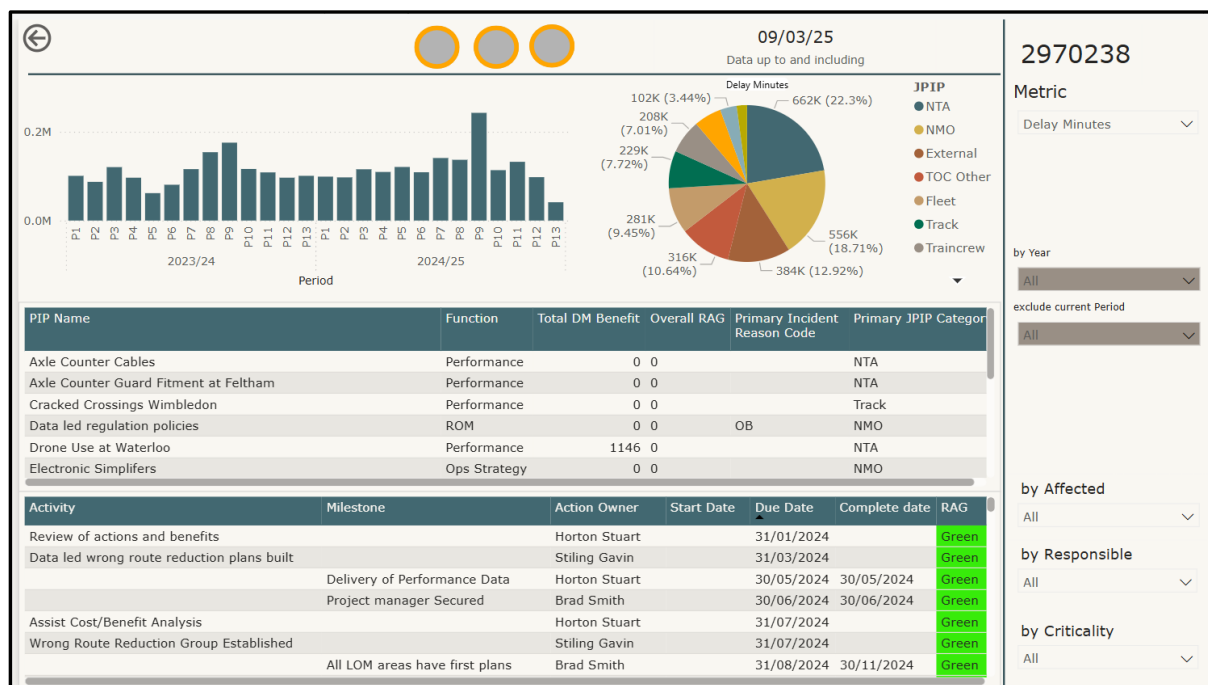 09/03/25
Data up to and including
2970238
Metric
Delay Minutes
by Year
All
exclude current Period
All
by Affected
All
by Responsible
All
by Criticality
All
0.2M
0.0M
P1 P2 P3 P4 P5 P6 P7 P8 P9 P10 P11 P12 P13 P1 P2 P3 P4 P5 P6 P7 P8 P9 P10 P11 P12 P13
2023/24 2024/25
Period
Delay Minutes
102K (3.44%)
662K (22.3%)
208K
(7.01%)
229K
(7.72%)
281K
(9.45%)
316K
(10.64%)
384K (12.92%)
556K
(18.71%)
JPIP
NTA
NMO
External
TOC Other
Fleet
Track
Traincrew
PIP Name Function Total DM Benefit Overall RAG Primary Incident Reason Code Primary JPIP Categor
Axle Counter Cables Performance 0 0 NTA
Axle Counter Guard Fitment at Feltham Performance 0 0 NTA
Cracked Crossings Wimbledon Performance 0 0 Track
Data led regulation policies ROM 0 0 OB NMO
Drone Use at Waterloo Performance 1146 0 NTA
Electronic Simplifers Ops Strategy 0 0 NMO
Activity Milestone Action Owner Start Date Due Date Complete date RAG
Review of actions and benefits Horton Stuart 31/01/2024 Green
Data led wrong route reduction plans built Stiling Gavin 31/03/2024 Green
Delivery of Performance Data Horton Stuart 30/05/2024 30/05/2024 Green
Project manager Secured Brad Smith 30/06/2024 30/06/2024 Green
Assist Cost/Benefit Analysis Horton Stuart 31/07/2024 Green
Wrong Route Reduction Group Established Stiling Gavin 31/07/2024 Green
All LOM areas have first plans Brad Smith 31/08/2024 30/11/2024 Green